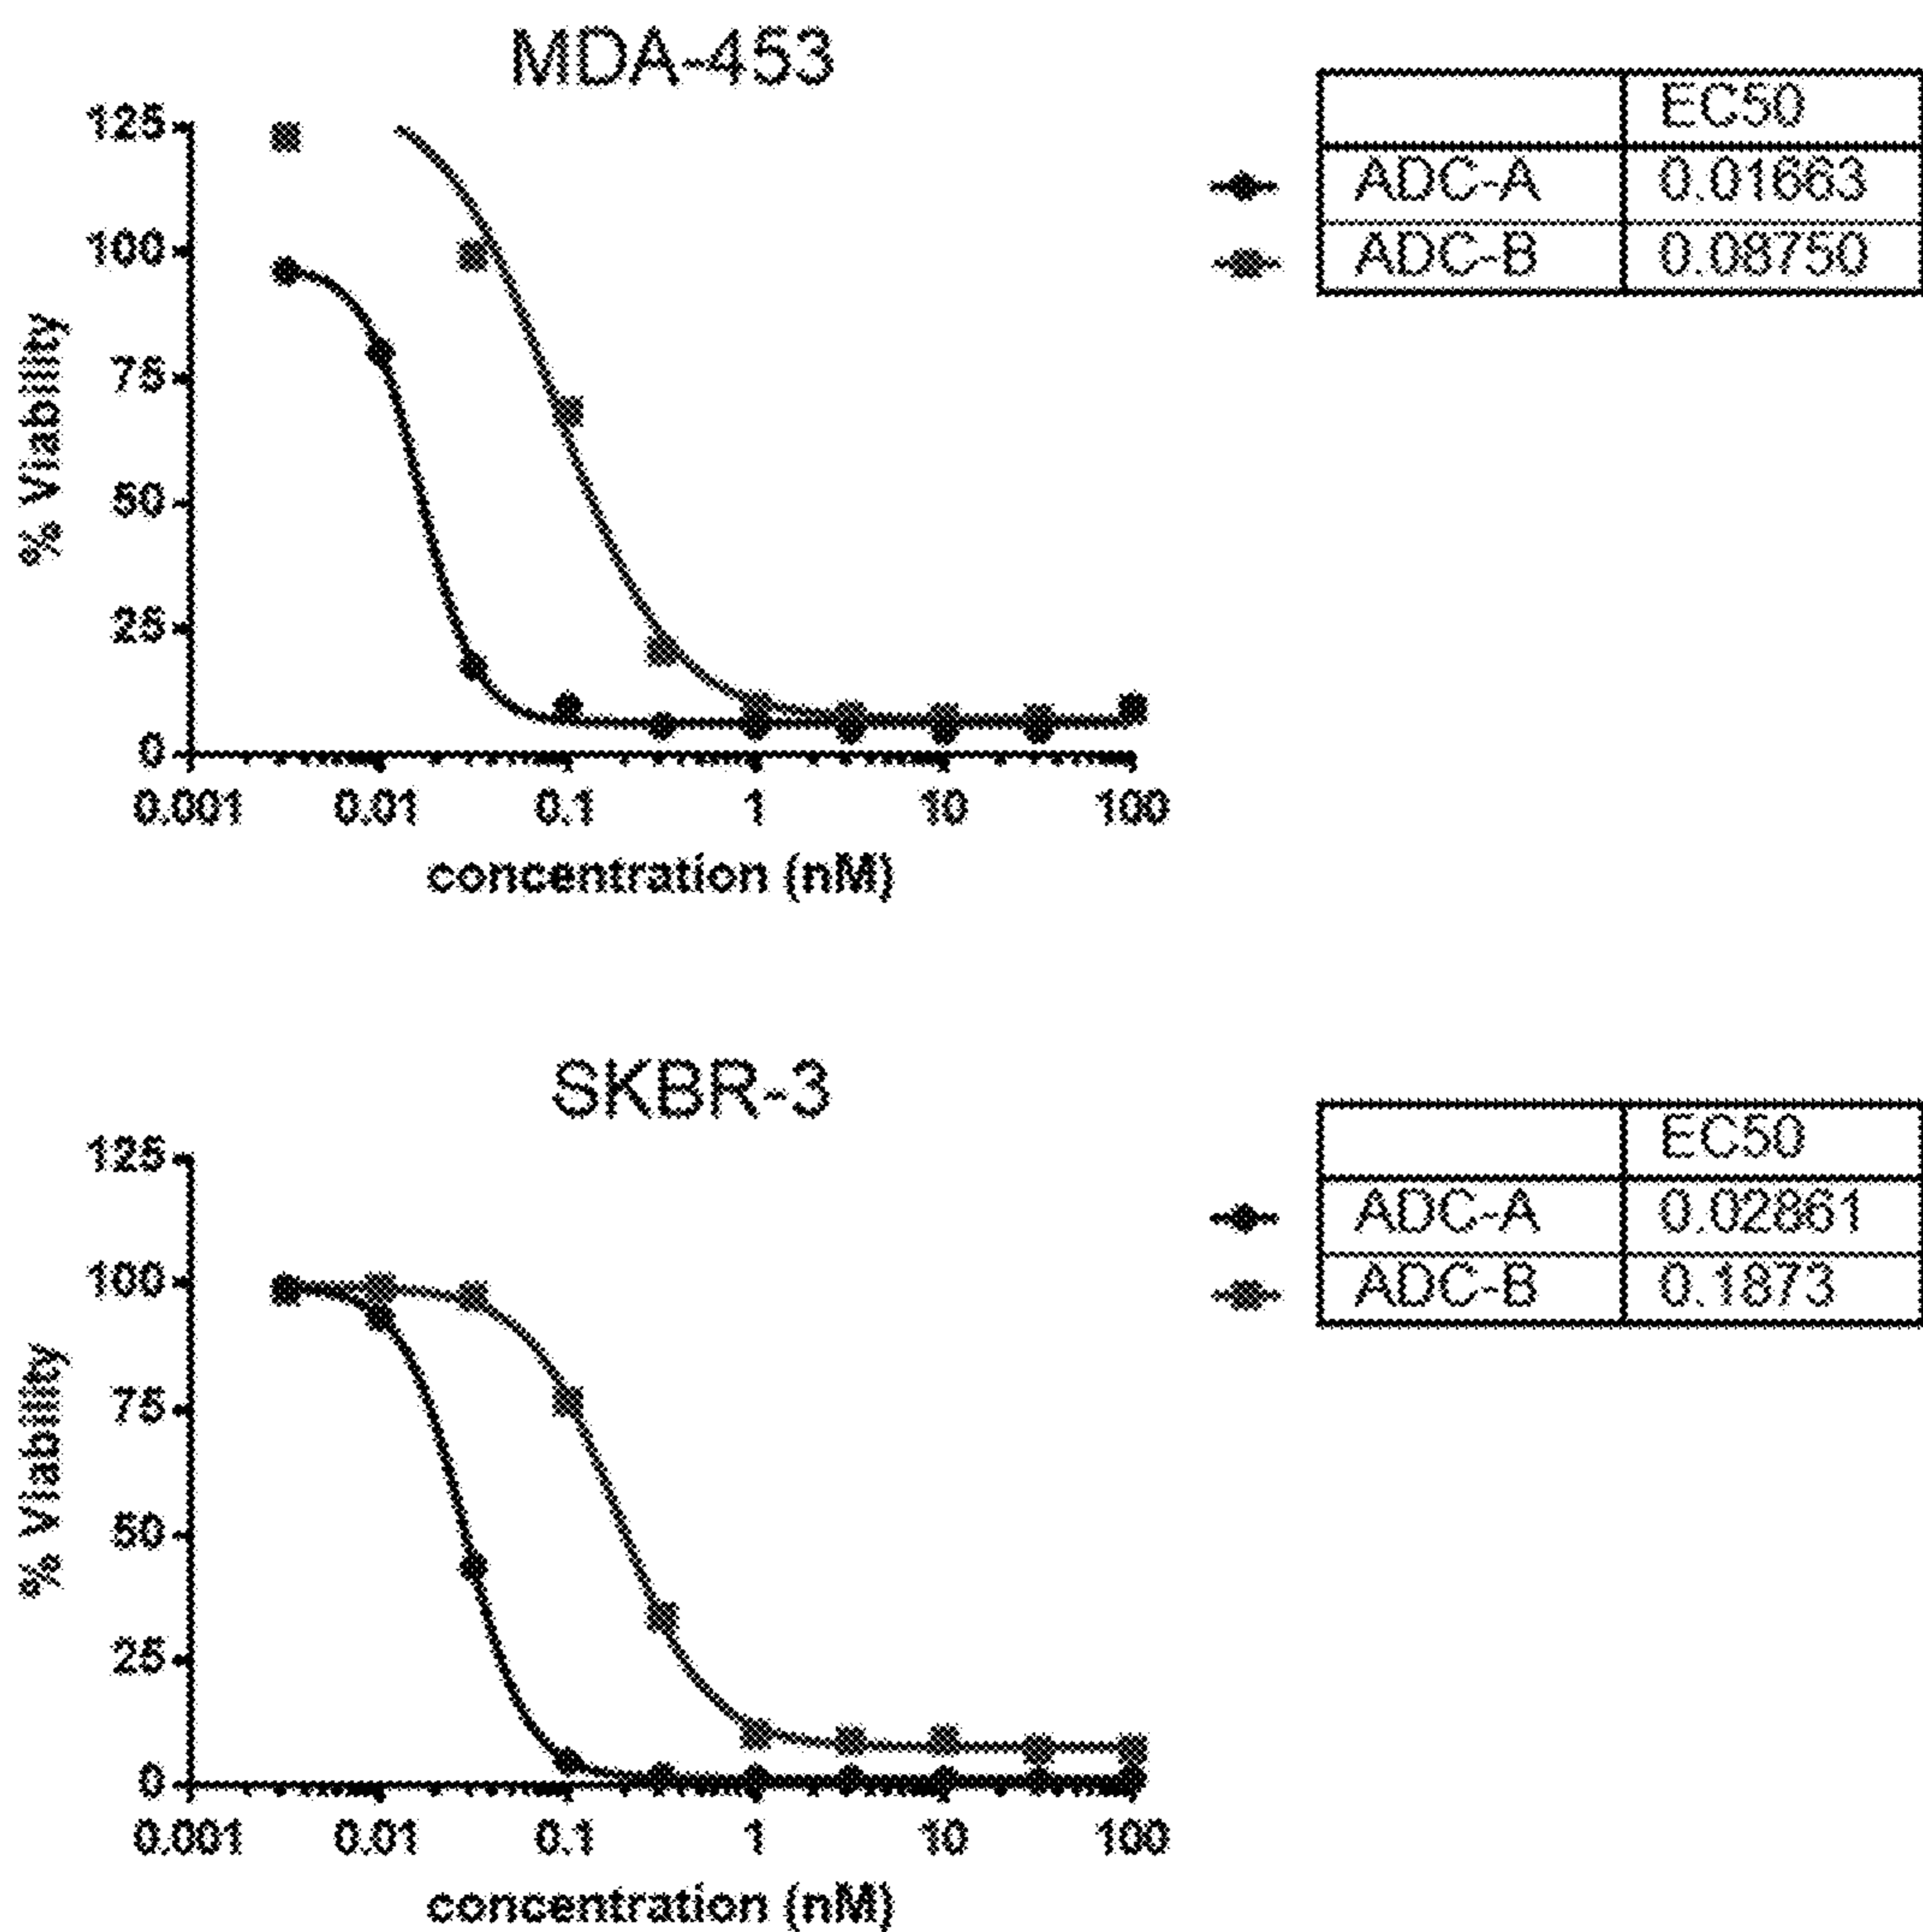 MDA-453
125
100
75
50
25
0
% Viability
0.001 0.01 0.1 1 10 100
concentration (nM)
EC50
ADC-A 0.01663
ADC-B 0.08750
SKBR-3
125
100
75
50
25
0
% Viability
0.001 0.01 0.1 1 10 100
concentration (nM)
EC50
ADC-A 0.02861
ADC-B 0.1873